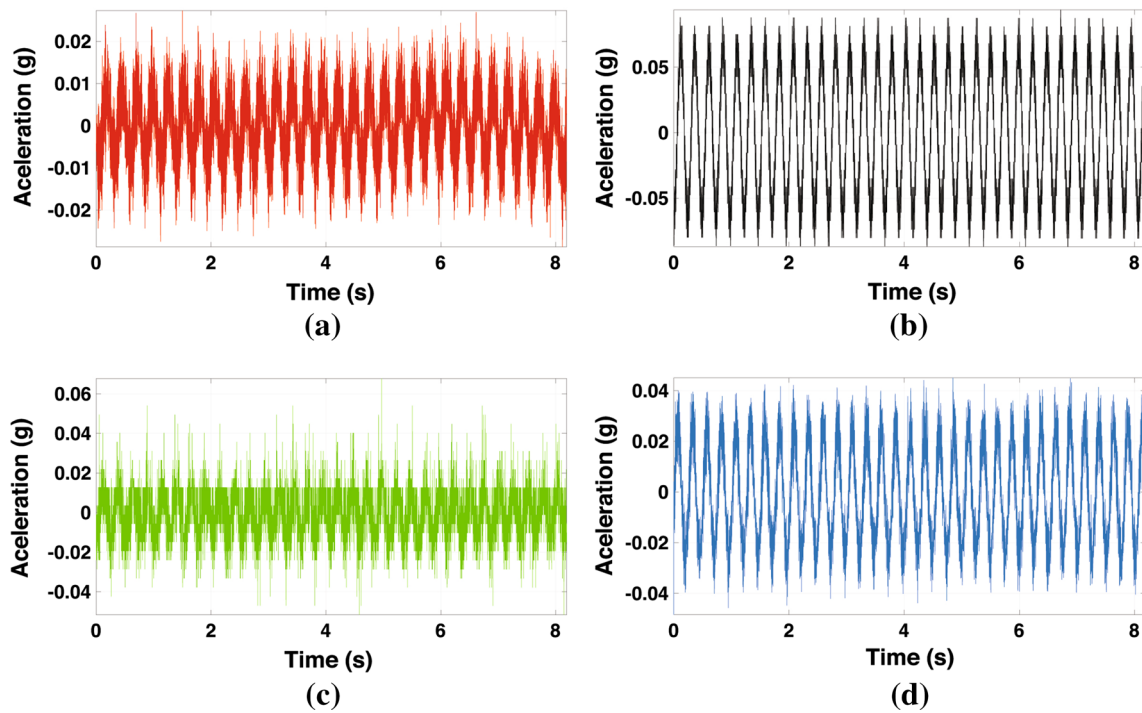 Aceleration (g)
0.02
0.01
0
-0.01
-0.02
0 2 4 6 8
Time (s)
(a)
Aceleration (g)
0.05
0
-0.05
0 2 4 6 8
Time (s)
(b)
Aceleration (g)
0.06
0.04
0.02
0
-0.02
-0.04
0 2 4 6 8
Time (s)
(c)
Aceleration (g)
0.04
0.02
0
-0.02
-0.04
0 2 4 6 8
Time (s)
(d)